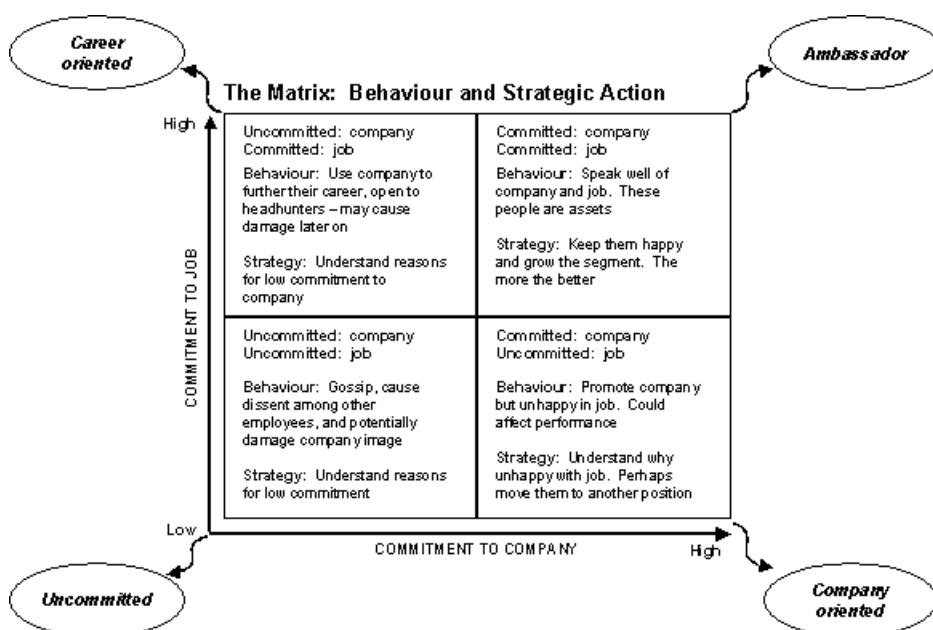 Career
oriented
Ambassador
The Matrix: Behaviour and Strategic Action
High
Uncommitted: company
Committed: job
Behaviour: Use company to
further their career, open to
headhunters – may cause
damage later on
Strategy: Understand reasons
for low commitment to
company
Committed: company
Committed: job
Behaviour: Speak well of
company and job. These
people are assets
Strategy: Keep them happy
and grow the segment. The
more the better
COMMITMENT TO JOB
Uncommitted: company
Uncommitted: job
Behaviour: Gossip, cause
dissent among other
employees, and potentially
damage company image
Strategy: Understand reasons
for low commitment
Committed: company
Uncommitted: job
Behaviour: Promote company
but unhappy in job. Could
affect performance
Strategy: Understand why
unhappy with job. Perhaps
move them to another position
Low
COMMITMENT TO COMPANY
High
Uncommitted
Company
oriented